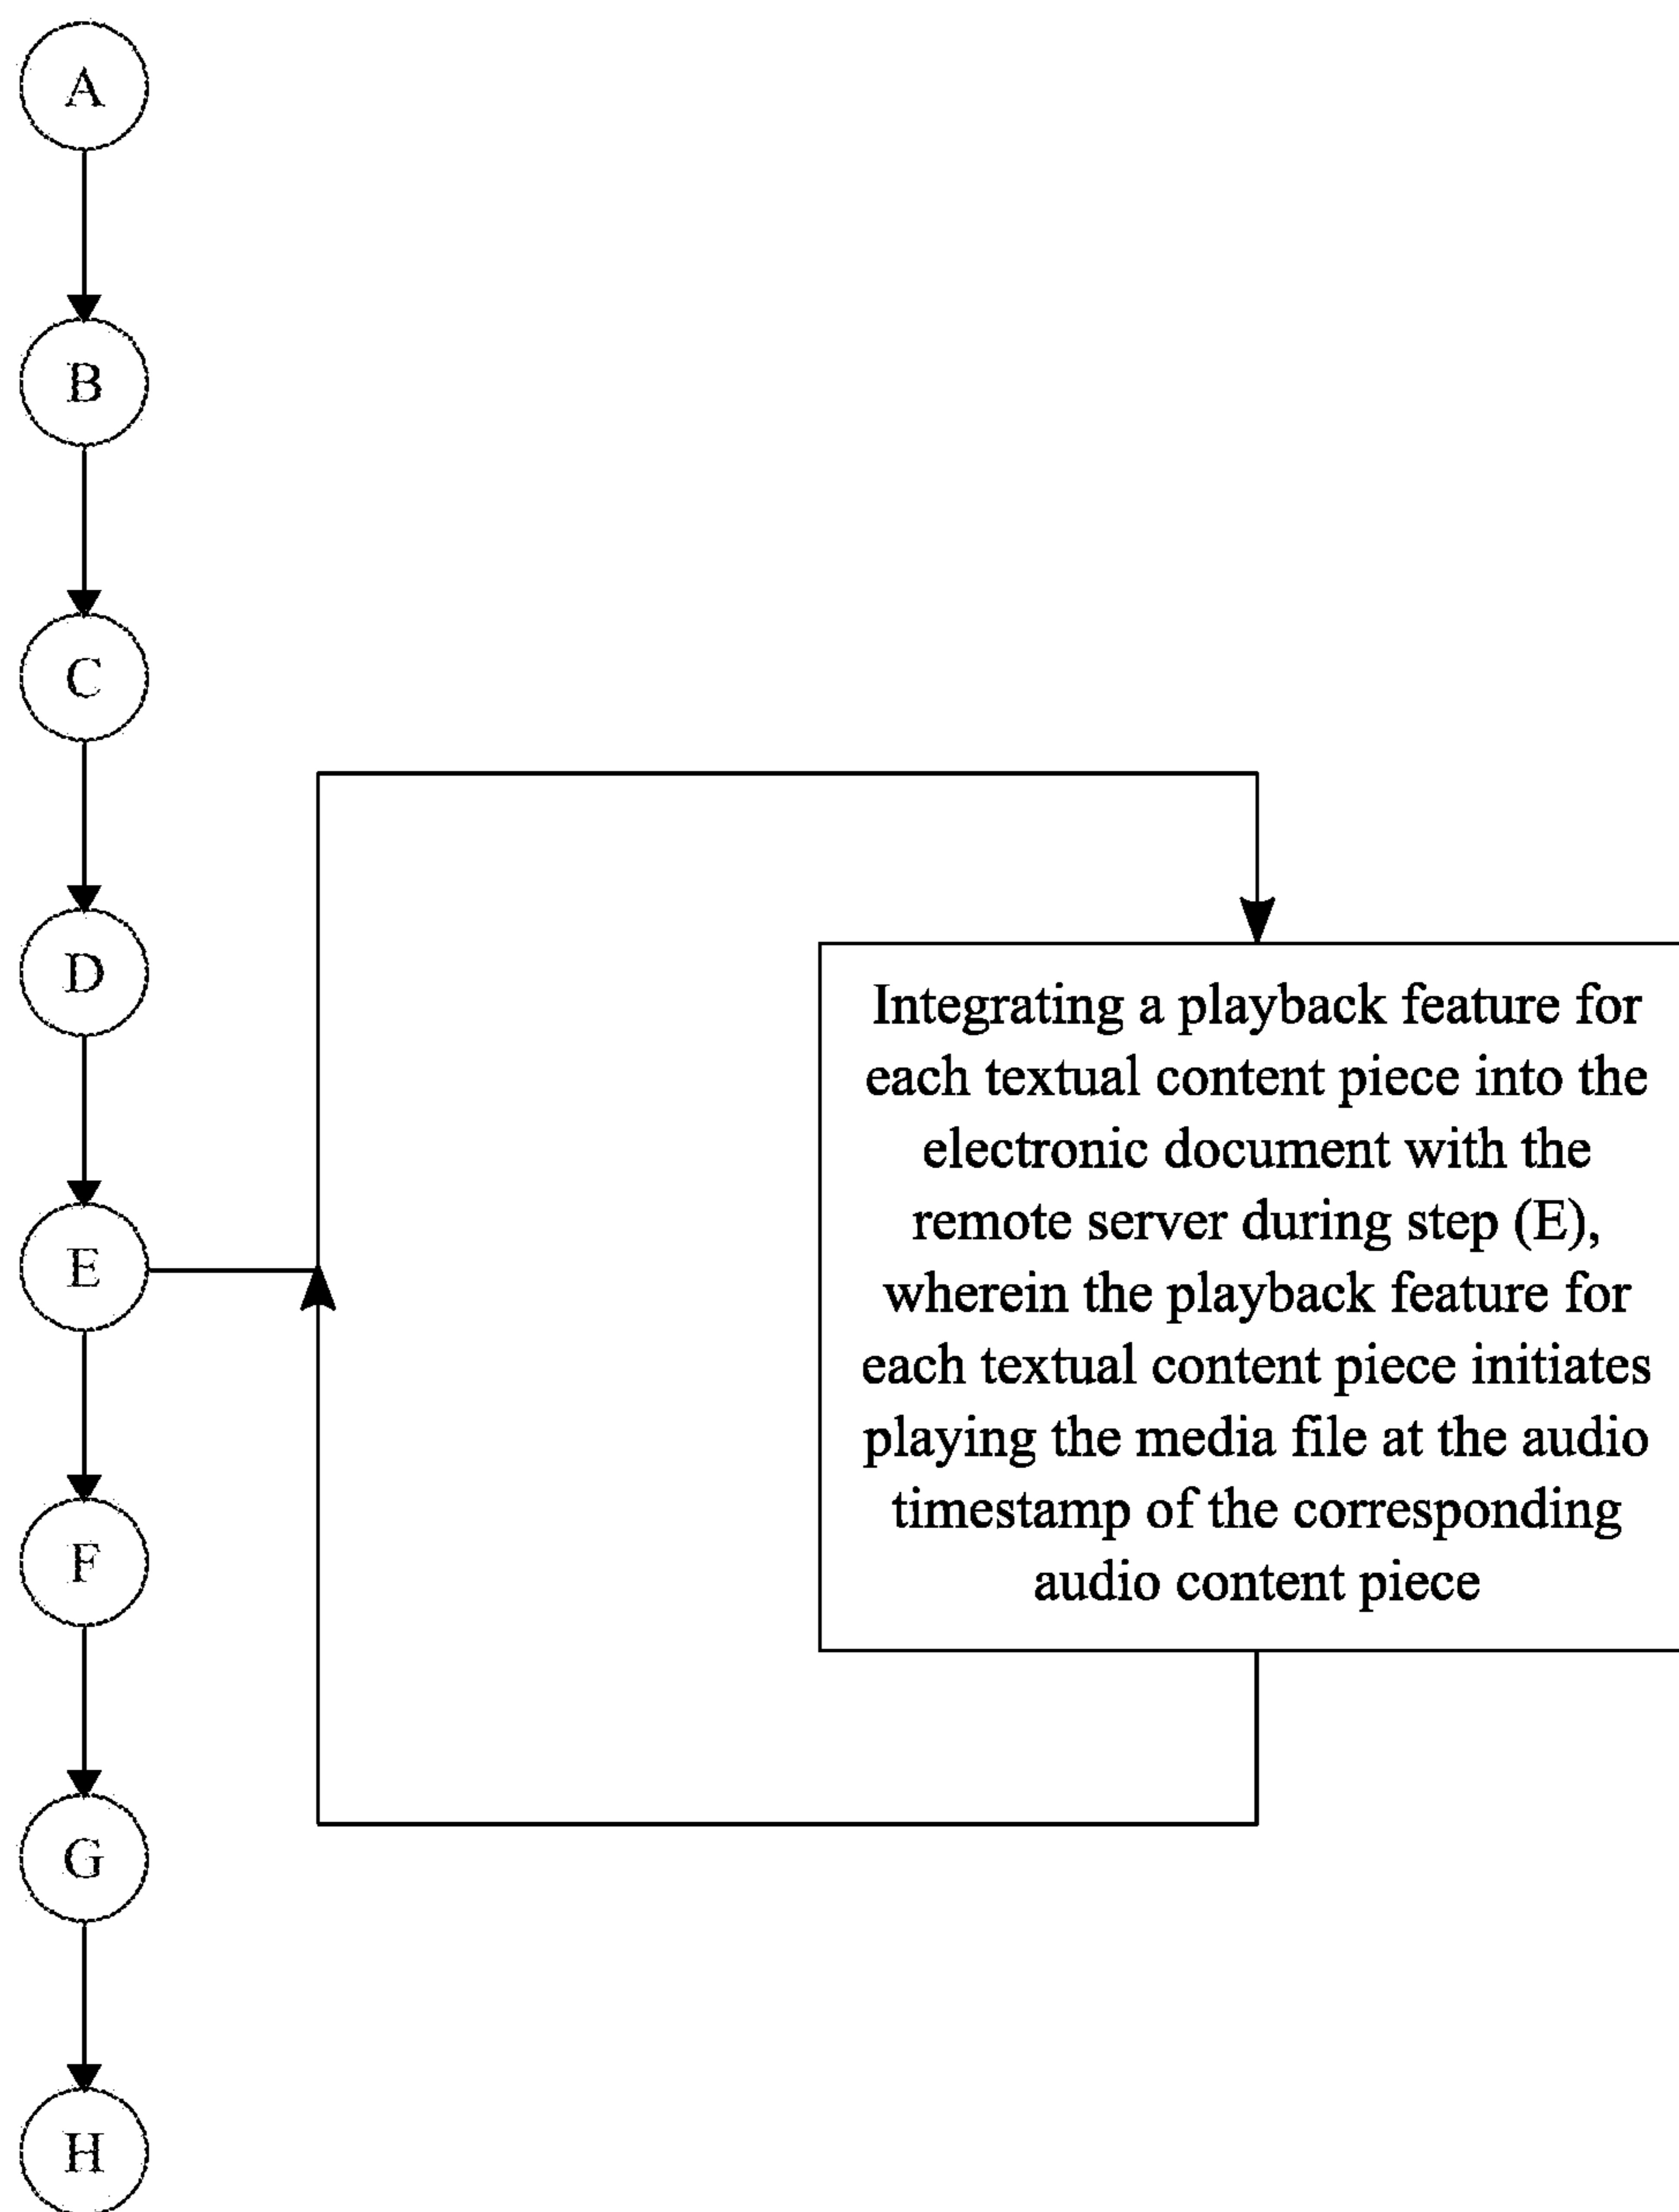 A
B
C
D
E
F
G
H
Integrating a playback feature for
each textual content piece into the
electronic document with the
remote server during step (E),
wherein the playback feature for
each textual content piece initiates
playing the media file at the audio
timestamp of the corresponding
audio content piece